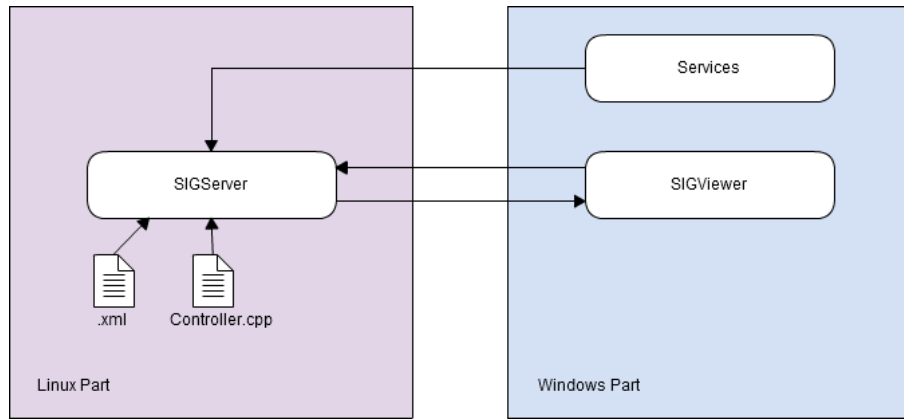 Services
SIGServer
SIGViewer
.xml
Controller.cpp
Linux Part
Windows Part